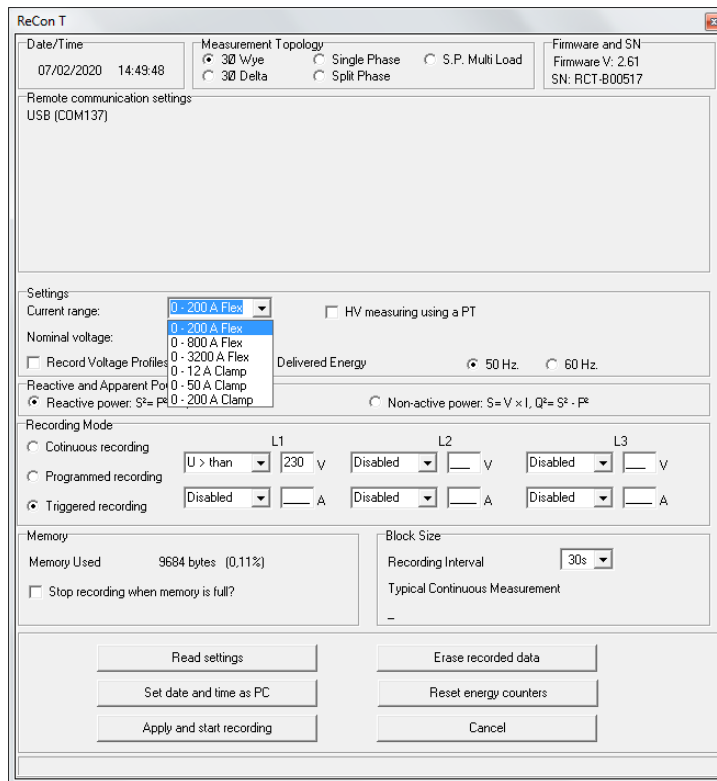 ReCon T
Date/Time
07/02/2020 14:49:48
Measurement Topology
3Ø Wye
Single Phase
S.P. Multi Load
3Ø Delta
Split Phase
Firmware and SN
Firmware V: 2.61
SN: RCT-B00517
Remote communication settings
USB (COM137)
Settings
Current range:
0 - 200 A Flex
HV measuring using a PT
0 - 200 A Flex
0 - 800 A Flex
0 - 3200 A Flex
0 - 12 A Clamp
0 - 50 A Clamp
0 - 200 A Clamp
Nominal voltage:
Record Voltage Profiles
Delivered Energy
50 Hz.
60 Hz.
Reactive and Apparent Po
Reactive power: S²= P²
Non-active power: S= V × I, Q²= S² - P²
Recording Mode
L1 L2 L3
Cotinuous recording
U > than 230 V Disabled ___ V Disabled ___ V
Programmed recording
Disabled ___ A Disabled ___ A Disabled ___ A
Triggered recording
Memory
Memory Used 9684 bytes (0,11%)
Stop recording when memory is full?
Block Size
Recording Interval 30s
Typical Continuous Measurement
_
Read settings
Erase recorded data
Set date and time as PC
Reset energy counters
Apply and start recording
Cancel